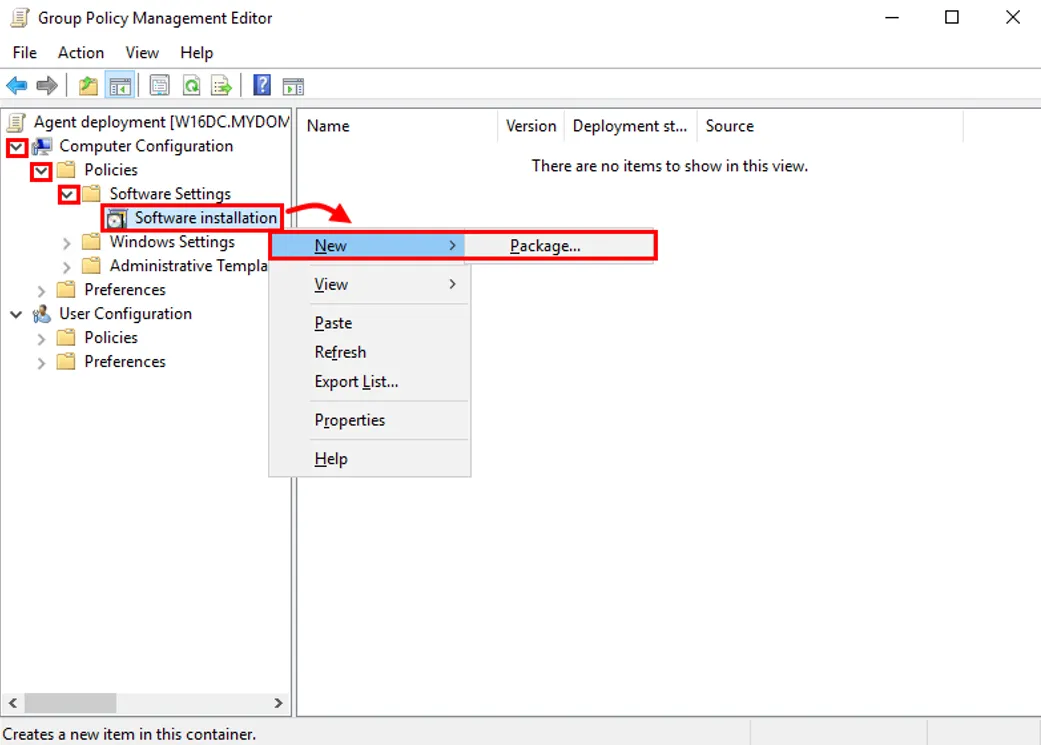 Group Policy Management Editor
File Action View Help
Agent deployment [W16DC.MYDOM
Computer Configuration
Policies
Software Settings
Software installation
Windows Settings
Administrative Templa
Preferences
User Configuration
Policies
Preferences
Name Version Deployment st... Source
There are no items to show in this view.
New Package...
View
Paste
Refresh
Export List...
Properties
Help
Creates a new item in this container.